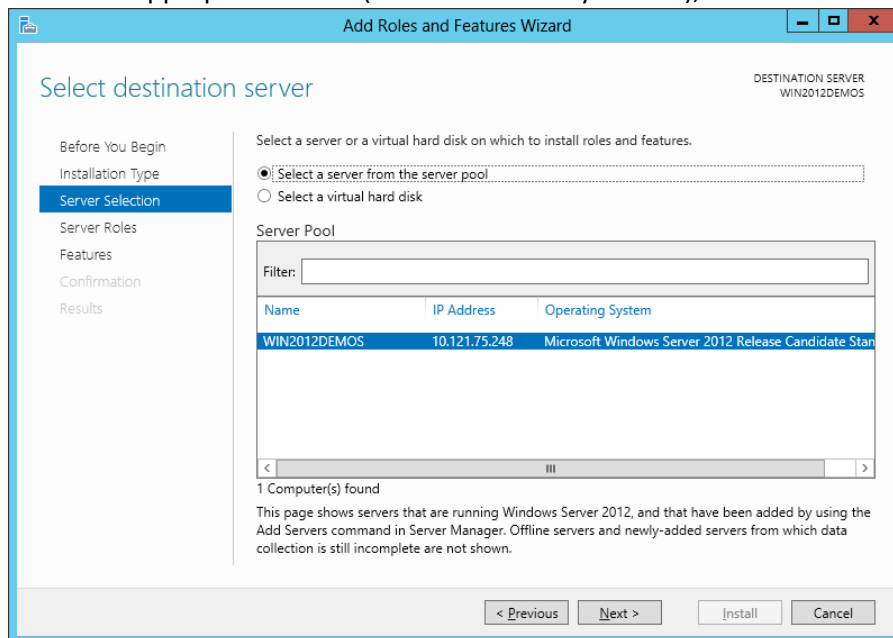 Add Roles and Features Wizard
Select destination server
DESTINATION SERVER
WIN2012DEMOS
Before You Begin
Installation Type
Server Selection
Server Roles
Features
Confirmation
Results
Select a server or a virtual hard disk on which to install roles and features.
Select a server from the server pool
Select a virtual hard disk
Server Pool
Filter:
Name IP Address Operating System
WIN2012DEMOS 10.121.75.248 Microsoft Windows Server 2012 Release Candidate Stan
1 Computer(s) found
This page shows servers that are running Windows Server 2012, and that have been added by using the
Add Servers command in Server Manager. Offline servers and newly-added servers from which data
collection is still incomplete are not shown.
< Previous Next > Install Cancel